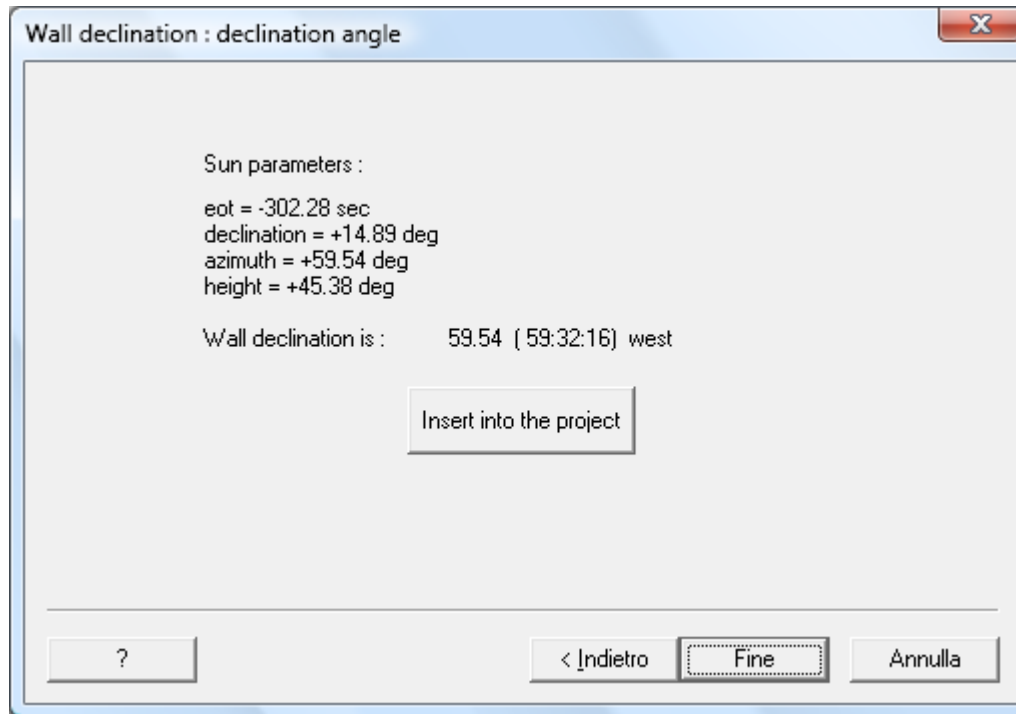 Wall declination : declination angle
Sun parameters :
eot = -302.28 sec
declination = +14.89 deg
azimuth = +59.54 deg
height = +45.38 deg
Wall declination is : 59.54 ( 59:32:16) west
Insert into the project
? < Indietro Fine Annulla